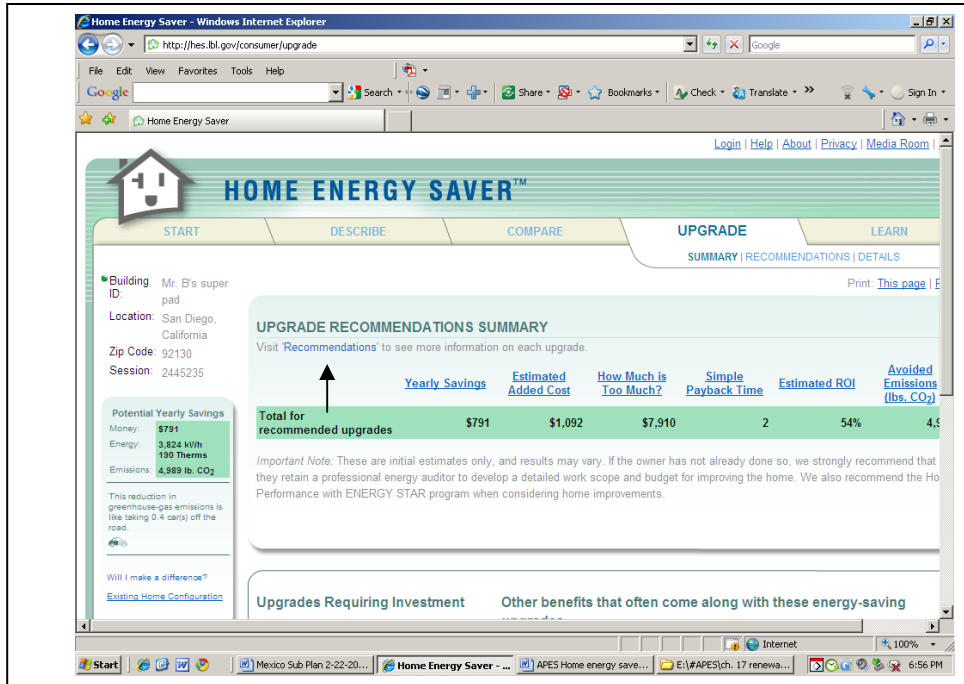 Home Energy Saver - Windows Internet Explorer
http://hes.lbl.gov/consumer/upgrade
Google
File Edit View Favorites Tools Help
Google
Search
Share
Bookmarks
Check
Translate
Sign In
Home Energy Saver
Login | Help | About | Privacy | Media Room |
HOME ENERGY SAVER™
START DESCRIBE COMPARE UPGRADE LEARN
SUMMARY | RECOMMENDATIONS | DETAILS
Print: This page |
Building ID: Mr. B's super pad
Location: San Diego, California
Zip Code: 92130
Session: 2445235
Potential Yearly Savings
Money: $791
Energy: 3,824 kWh
190 Therms
Emissions: 4,989 lb. CO2
This reduction in
greenhouse-gas emissions is
like taking 0.4 car(s) off the
road.
Will I make a difference?
Existing Home Configuration
UPGRADE RECOMMENDATIONS SUMMARY
Visit 'Recommendations' to see more information on each upgrade.
Yearly Savings
Estimated Added Cost
How Much is Too Much?
Simple Payback Time
Estimated ROI
Avoided Emissions (lbs. CO2)
Total for recommended upgrades $791 $1,092 $7,910 2 54% 4,9
Important Note: These are initial estimates only, and results may vary. If the owner has not already done so, we strongly recommend that
they retain a professional energy auditor to develop a detailed work scope and budget for improving the home. We also recommend the Ho
Performance with ENERGY STAR program when considering home improvements.
Upgrades Requiring Investment
Other benefits that often come along with these energy-saving
Internet
100%
Start
Mexico Sub Plan 2-22-20...
Home Energy Saver - ...
APES Home energy save...
E:\#APES\ch. 17 renewa...
6:56 PM